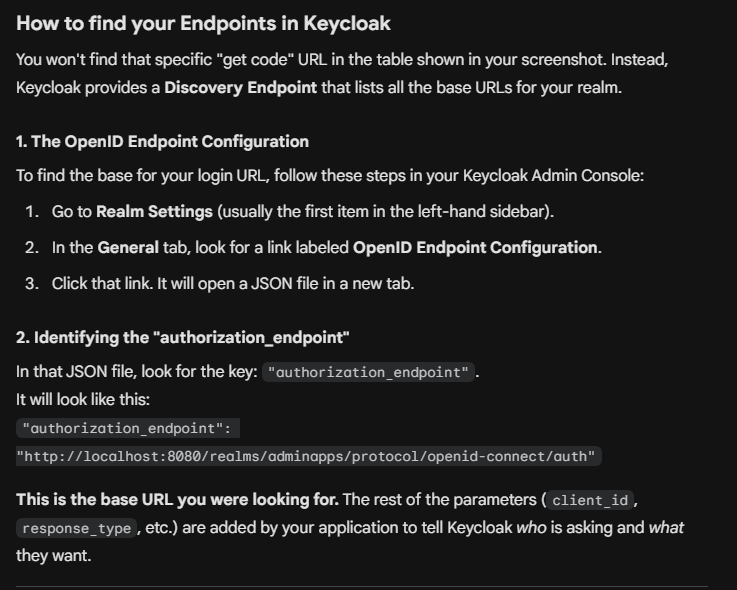 How to find your Endpoints in Keycloak
You won't find that specific "get code" URL in the table shown in your screenshot. Instead,
Keycloak provides a Discovery Endpoint that lists all the base URLs for your realm.
1. The OpenID Endpoint Configuration
To find the base for your login URL, follow these steps in your Keycloak Admin Console:
1. Go to Realm Settings (usually the first item in the left-hand sidebar).
2. In the General tab, look for a link labeled OpenID Endpoint Configuration.
3. Click that link. It will open a JSON file in a new tab.
2. Identifying the "authorization_endpoint"
In that JSON file, look for the key: "authorization_endpoint".
It will look like this:
"authorization_endpoint":
"http://localhost:8080/realms/adminapps/protocol/openid-connect/auth"
This is the base URL you were looking for. The rest of the parameters (client_id,
response_type, etc.) are added by your application to tell Keycloak who is asking and what
they want.